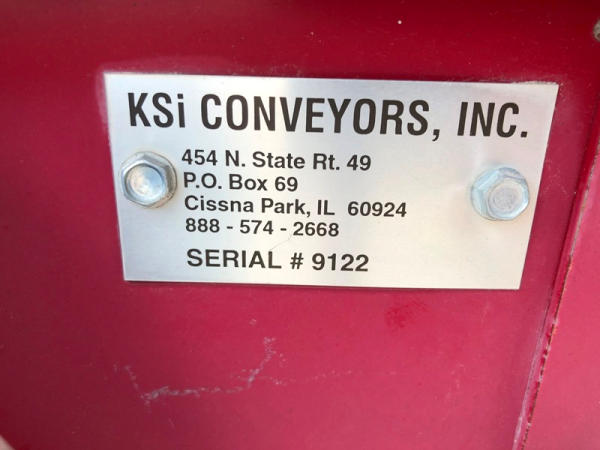 KSi CONVEYORS, INC.
454 N. State Rt. 49
P.O. Box 69
Cissna Park, IL 60924
888 - 574 - 2668
SERIAL # 9122